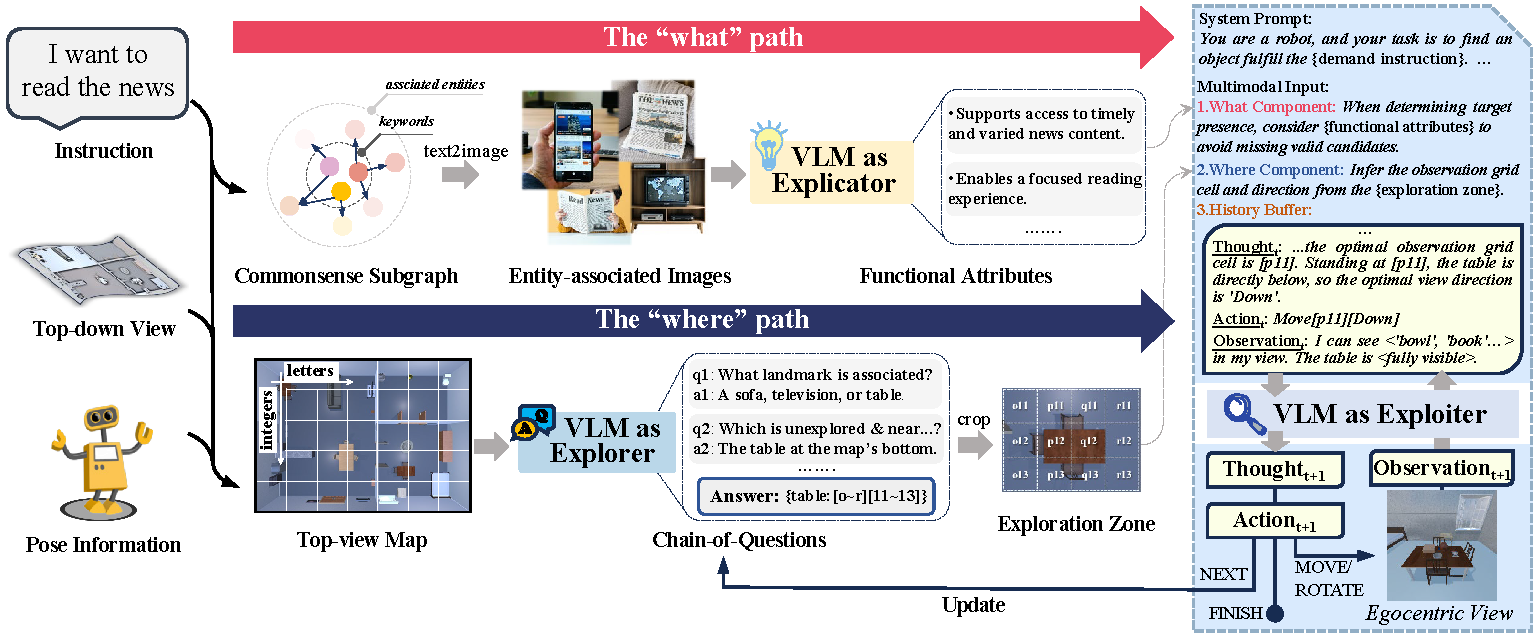 I want to
read the news
Instruction
Top-down View
Pose Information
The “what” path
assciated entities
keywords
text2image
Commonsense Subgraph
NEWS
Read News
Entity-associated Images
VLM as
Explicator
•Supports access to timely
and varied news content.
•Enables a focused reading
experience.
.......
Functional Attributes
The “where” path
letters
integers
Top-view Map
Q
A
VLM as
Explorer
q1: What landmark is associated?
a1: A sofa, television, or table.
q2: Which is unexplored & near...?
a2: The table at the map’s bottom.
.......
Answer: {table: [o~r][11~13]}
Chain-of-Questions
crop
o11 p11 q11 r11
o12 p12 q12 r12
o13 p13 q13 r13
Exploration Zone
Update
System Prompt:
You are a robot, and your task is to find an
object fulfill the {demand instruction}. ...
Multimodal Input:
1.What Component: When determining target
presence, consider {functional attributes} to
avoid missing valid candidates.
2.Where Component: Infer the observation grid
cell and direction from the {exploration zone}.
3.History Buffer:
...
Thought t: ...the optimal observation grid
cell is [p11]. Standing at [p11], the table is
directly below, so the optimal view direction
is 'Down'.
Action t: Move[p11][Down]
Observation t: I can see <'bowl', 'book'...>
in my view. The table is <fully visible>.
VLM as Exploiter
Thought t+1
Observation t+1
Action t+1
NEXT
MOVE/
ROTATE
FINISH
Egocentric View